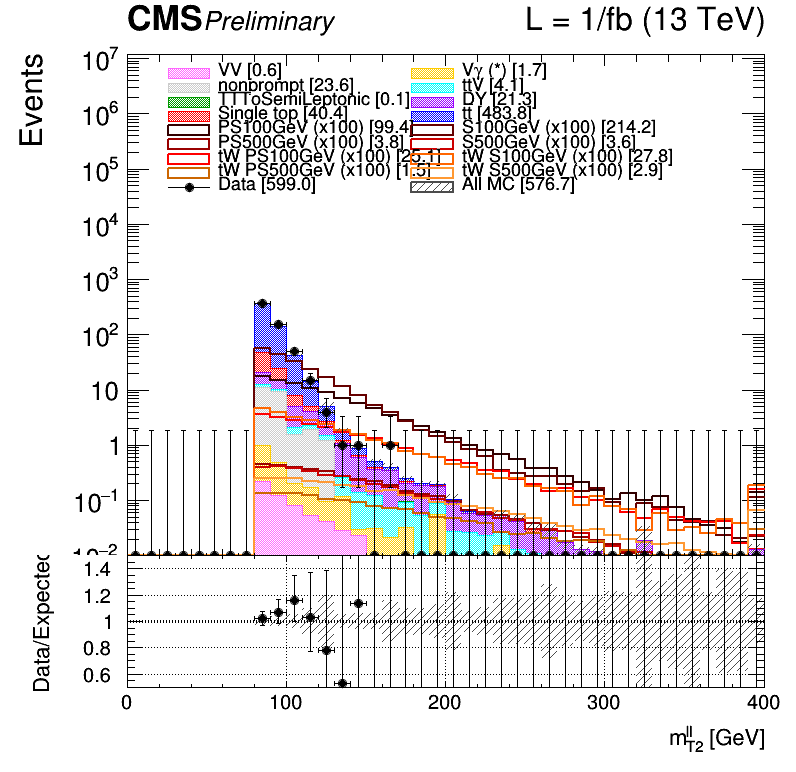 CMS Preliminary L = 1/fb (13 TeV)
Events
VV [0.6] Vγ (*) [1.7]
nonprompt [23.6] ttV [4.1]
TTToSemiLeptonic [0.1] DY [21.3]
Single top [40.4] tt [483.8]
PS100GeV (x100) [99.4] S100GeV (x100) [214.2]
PS500GeV (x100) [3.8] S500GeV (x100) [3.6]
tW PS100GeV (x100) [25.1] tW S100GeV (x100) [27.8]
tW PS500GeV (x100) [1.5] tW S500GeV (x100) [2.9]
Data [599.0] All MC [576.7]
10⁷
10⁶
10⁵
10⁴
10³
10²
10
1
10⁻¹
10⁻²
Data/Expected
1.4
1.2
1
0.8
0.6
0 100 200 300 400
m_T2^ll [GeV]